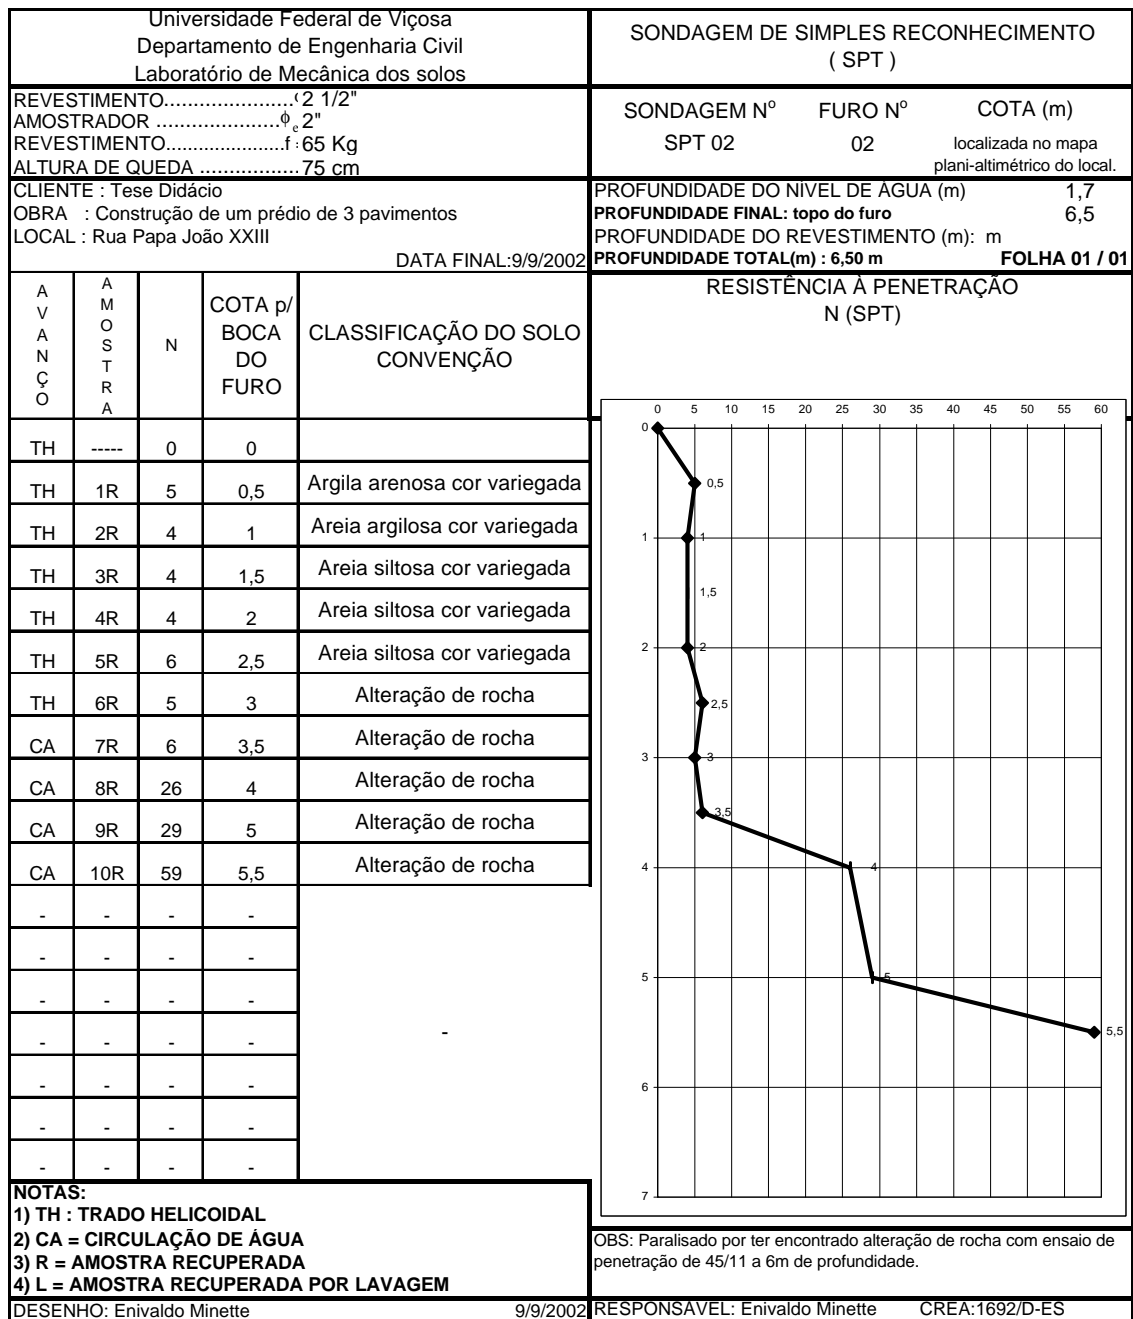 Universidade Federal de Viçosa
Departamento de Engenharia Civil
Laboratório de Mecânica dos solos
SONDAGEM DE SIMPLES RECONHECIMENTO
( SPT )
REVESTIMENTO...................... 2 1/2"
AMOSTRADOR .....................ϕe 2"
REVESTIMENTO......................f : 65 Kg
ALTURA DE QUEDA ................. 75 cm
SONDAGEM Nº FURO Nº COTA (m)
SPT 02 02 localizada no mapa
plani-altimétrico do local.
CLIENTE : Tese Didácio
OBRA : Construção de um prédio de 3 pavimentos
LOCAL : Rua Papa João XXIII
DATA FINAL:9/9/2002
PROFUNDIDADE DO NÍVEL DE ÁGUA (m) 1,7
PROFUNDIDADE FINAL: topo do furo 6,5
PROFUNDIDADE DO REVESTIMENTO (m): m
PROFUNDIDADE TOTAL(m) : 6,50 m FOLHA 01 / 01
AVANÇO
AMOSTRA
N
COTA p/
BOCA
DO
FURO
CLASSIFICAÇÃO DO SOLO
CONVENÇÃO
TH ----- 0 0
TH 1R 5 0,5 Argila arenosa cor variegada
TH 2R 4 1 Areia argilosa cor variegada
TH 3R 4 1,5 Areia siltosa cor variegada
TH 4R 4 2 Areia siltosa cor variegada
TH 5R 6 2,5 Areia siltosa cor variegada
TH 6R 5 3 Alteração de rocha
CA 7R 6 3,5 Alteração de rocha
CA 8R 26 4 Alteração de rocha
CA 9R 29 5 Alteração de rocha
CA 10R 59 5,5 Alteração de rocha
- - - -
- - - -
- - - -
- - - - -
- - - -
- - - -
- - - -
RESISTÊNCIA À PENETRAÇÃO
N (SPT)
0 5 10 15 20 25 30 35 40 45 50 55 60
0
0,5
1 1
1,5
2 2
2,5
3 3
3,5
4 4
5 5
5,5
6
7
NOTAS:
1) TH : TRADO HELICOIDAL
2) CA = CIRCULAÇÃO DE ÁGUA
3) R = AMOSTRA RECUPERADA
4) L = AMOSTRA RECUPERADA POR LAVAGEM
OBS: Paralisado por ter encontrado alteração de rocha com ensaio de
penetração de 45/11 a 6m de profundidade.
DESENHO: Enivaldo Minette 9/9/2002
RESPONSÁVEL: Enivaldo Minette CREA:1692/D-ES